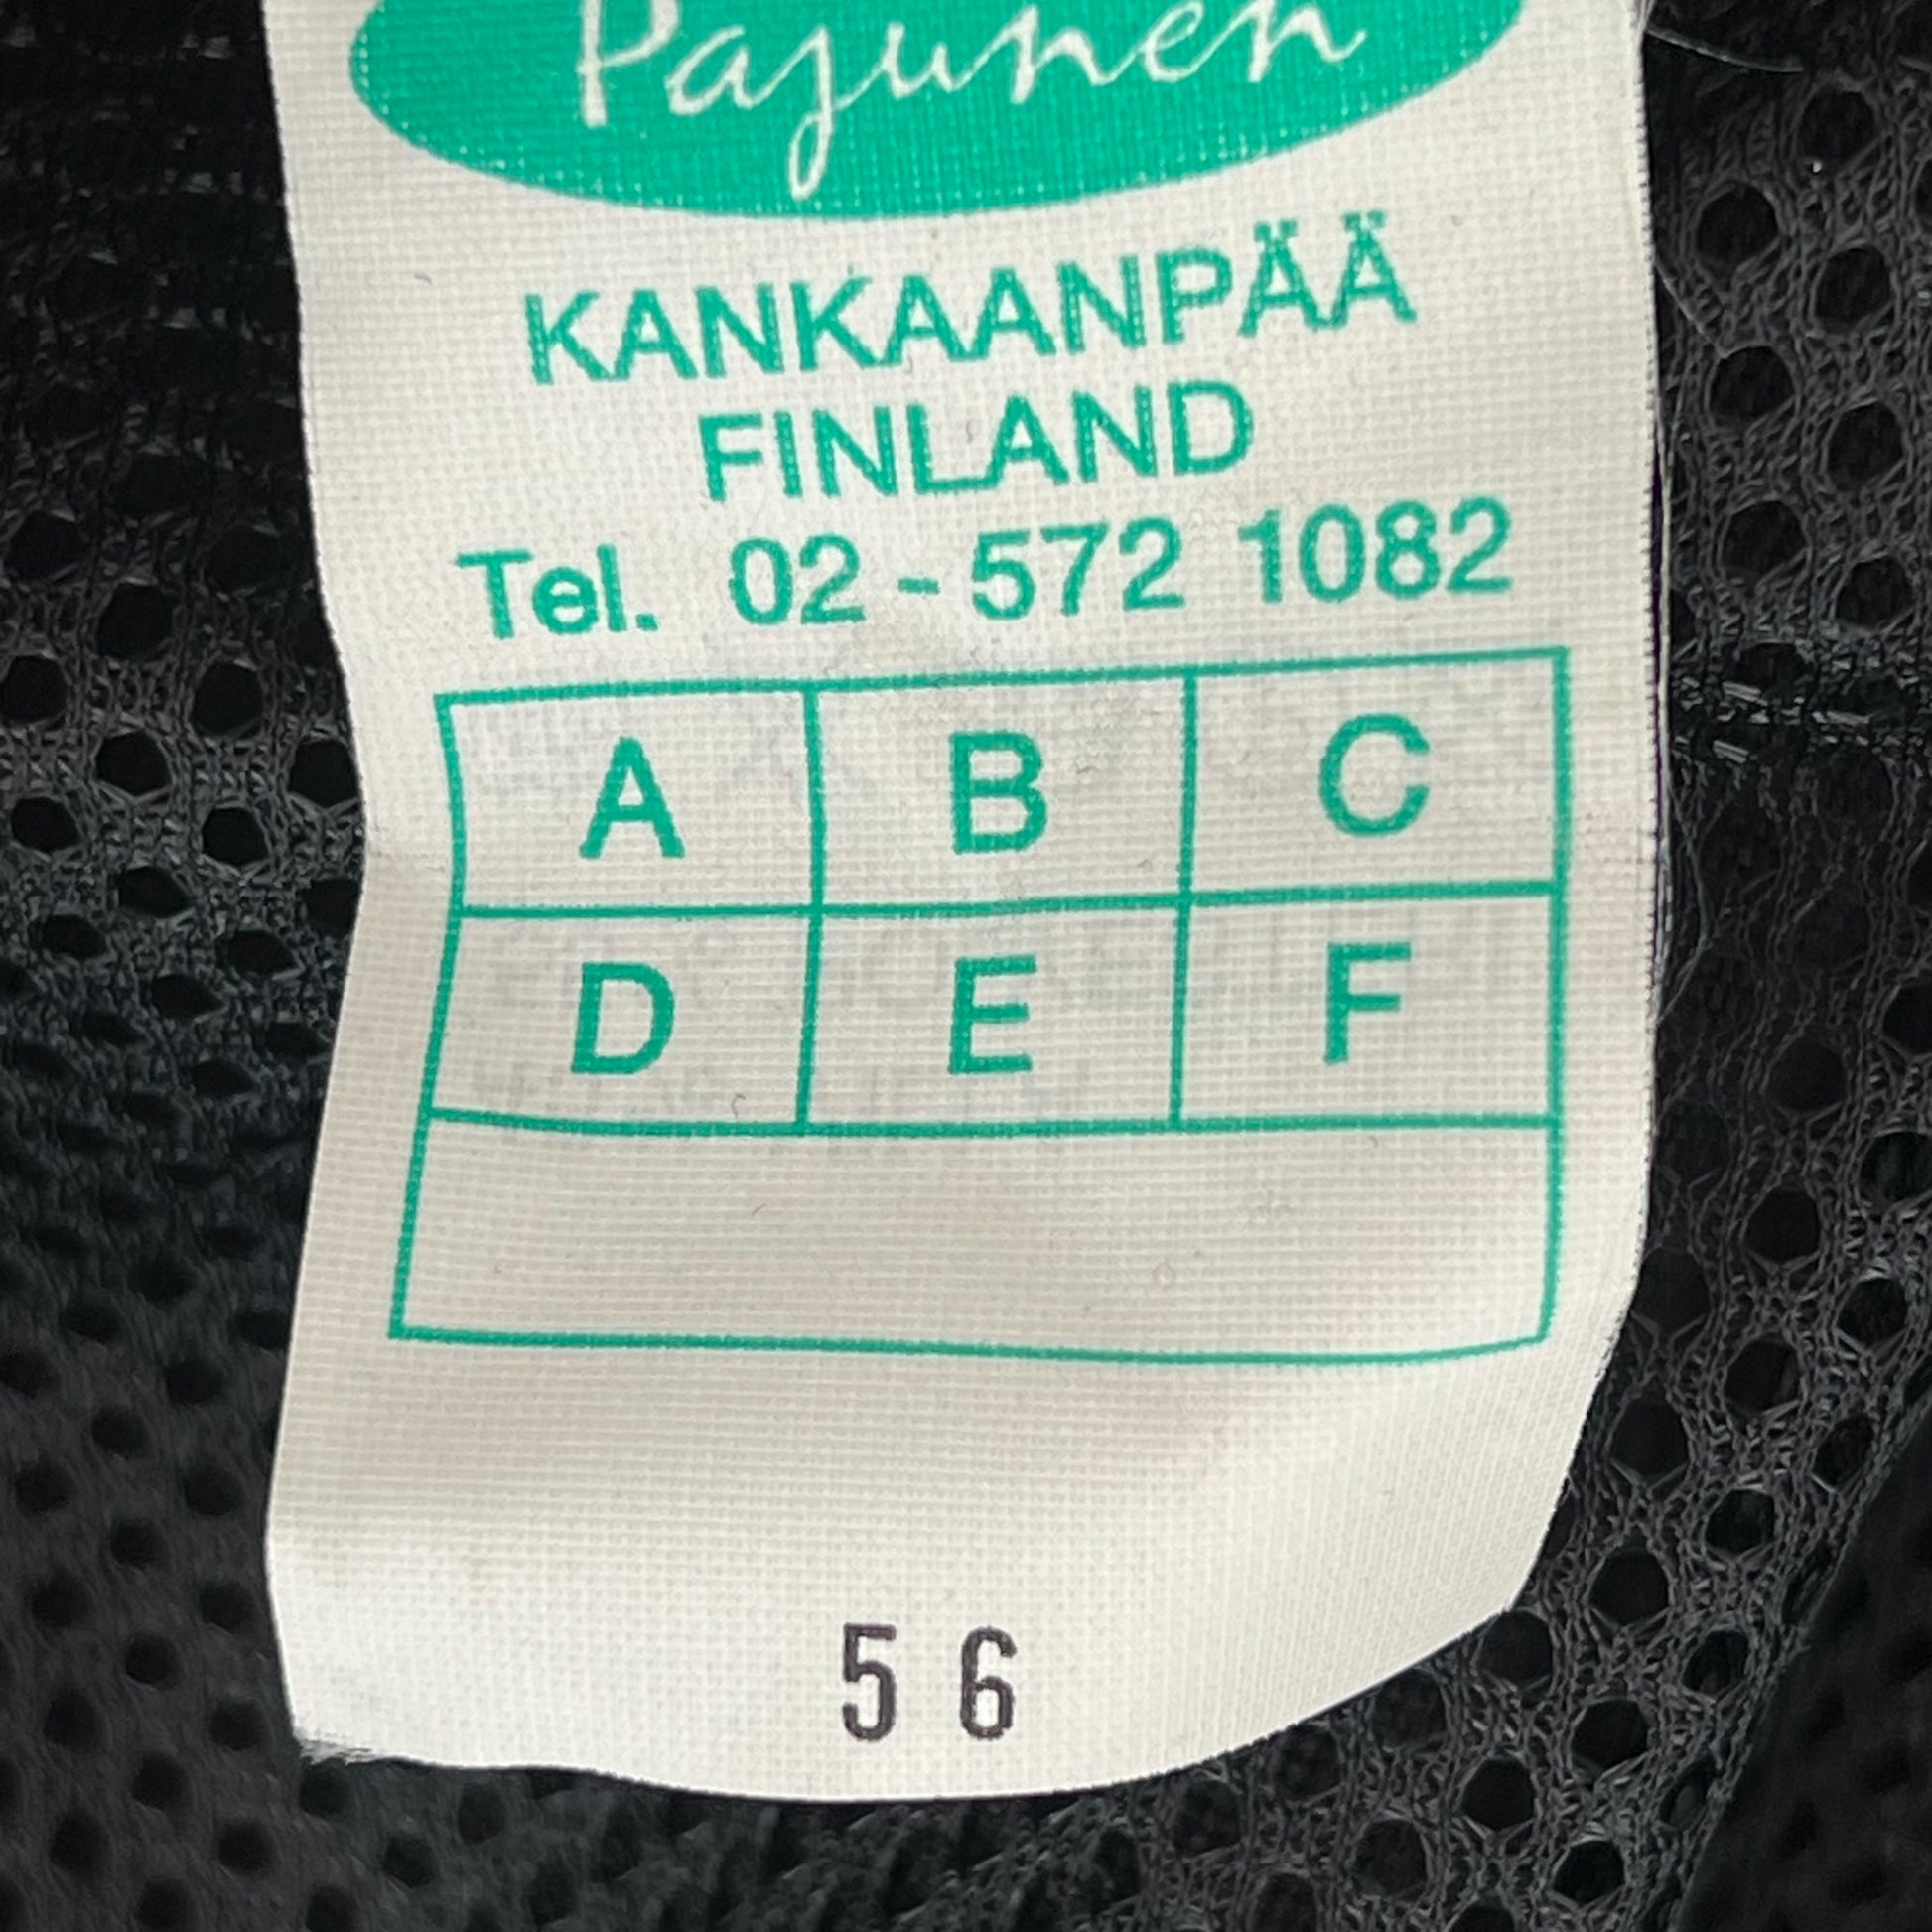 Pajunen
KANKAANPÄÄ
FINLAND
Tel. 02 - 572 1082
A B C
D E F
56